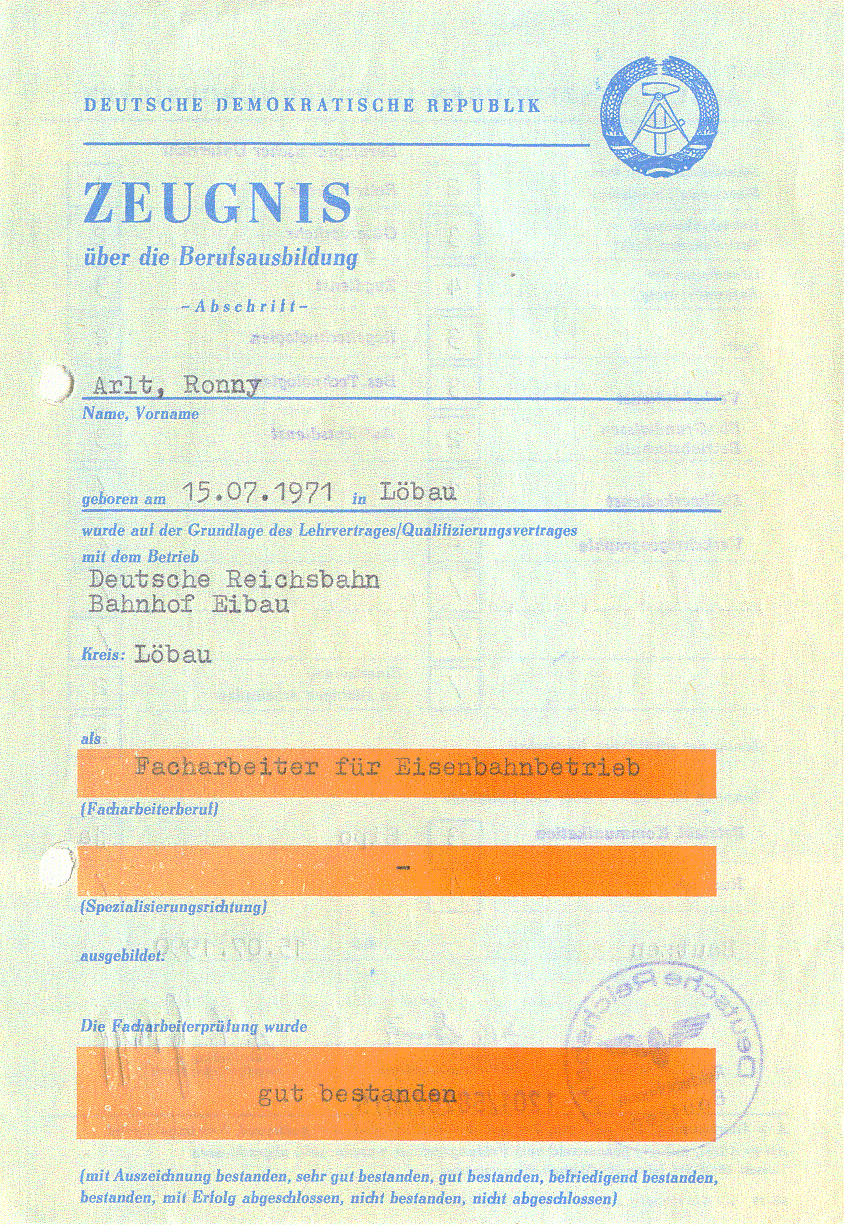 DEUTSCHE DEMOKRATISCHE REPUBLIK
ZEUGNIS
über die Berufsausbildung
–Abschrift–
Arlt, Ronny
Name, Vorname
geboren am 15.07.1971 in Löbau
wurde auf der Grundlage des Lehrvertrages/Qualifizierungsvertrages
mit dem Betrieb
Deutsche Reichsbahn
Bahnhof Eibau
Kreis: Löbau
als
Facharbeiter für Eisenbahnbetrieb
(Facharbeiterberuf)
–
(Spezialisierungsrichtung)
ausgebildet.
Die Facharbeiterprüfung wurde
gut bestanden
(mit Auszeichnung bestanden, sehr gut bestanden, gut bestanden, befriedigend bestanden,
bestanden, mit Erfolg abgeschlossen, nicht bestanden, nicht abgeschlossen)